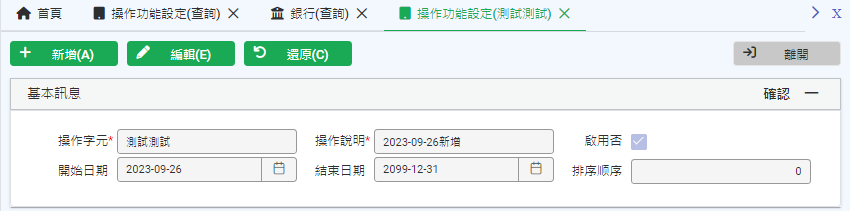 首頁 操作功能設定(查詢) 銀行(查詢) 操作功能設定(測試測試) X
新增(A) 編輯(E) 還原(C) 離開
基本訊息 確認
操作字元* 測試測試 操作說明* 2023-09-26新增 啟用否
開始日期 2023-09-26 結束日期 2099-12-31 排序順序 0